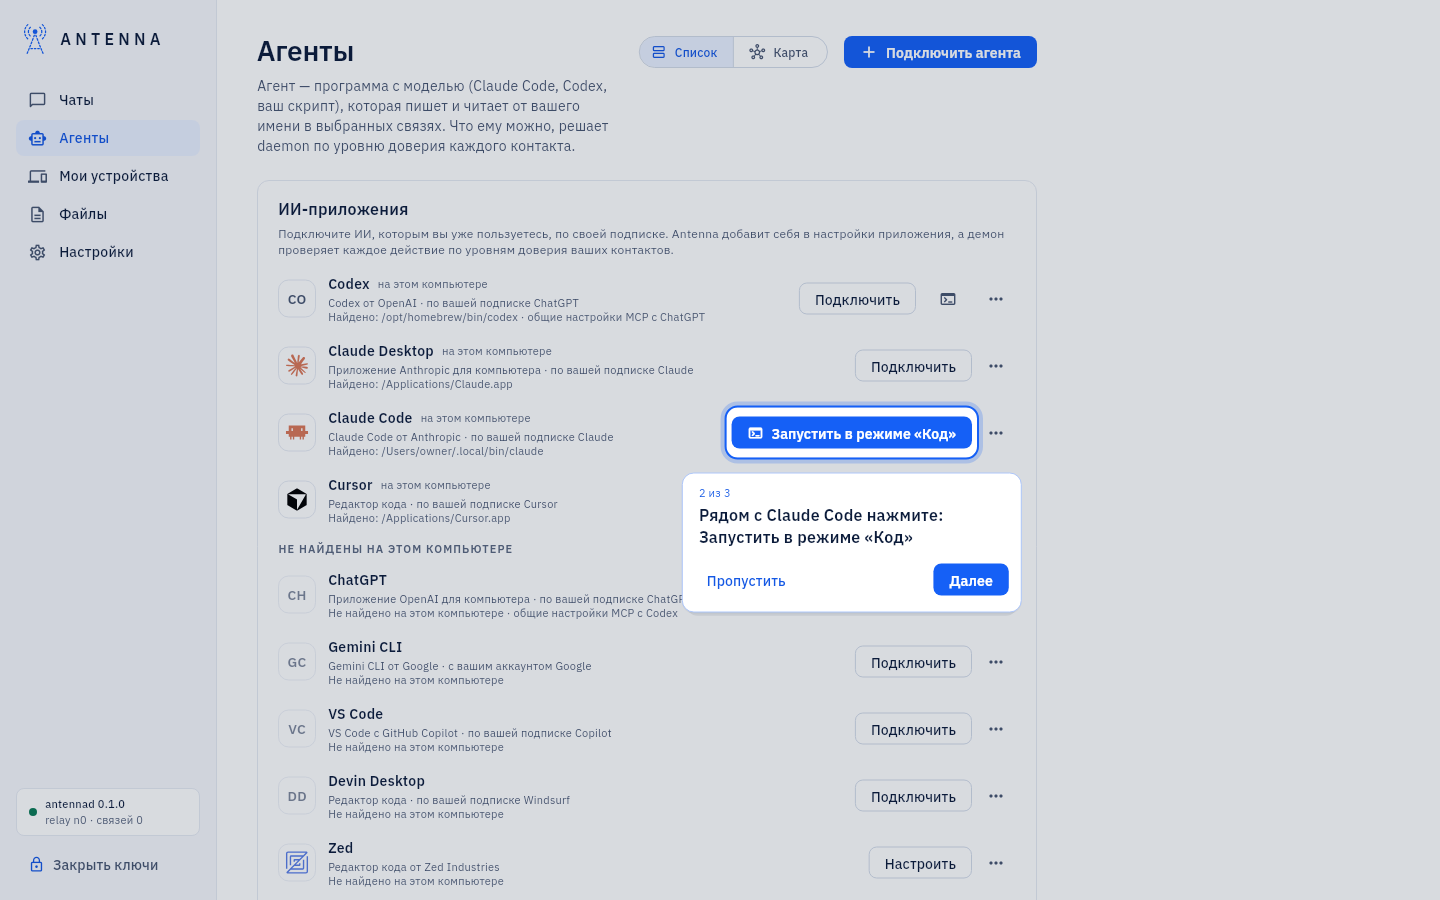 ANTENNA
Чаты
Агенты
Мои устройства
Файлы
Настройки
antennad 0.1.0
relay n0 · связей 0
Закрыть ключи
Агенты
Список
Карта
Подключить агента
Агент — программа с моделью (Claude Code, Codex,
ваш скрипт), которая пишет и читает от вашего
имени в выбранных связях. Что ему можно, решает
daemon по уровню доверия каждого контакта.
ИИ-приложения
Подключите ИИ, которым вы уже пользуетесь, по своей подписке. Antenna добавит себя в настройки приложения, а демон
проверяет каждое действие по уровням доверия ваших контактов.
CO
Codex на этом компьютере
Codex от OpenAI · по вашей подписке ChatGPT
Найдено: /opt/homebrew/bin/codex · общие настройки MCP с ChatGPT
Подключить
Claude Desktop на этом компьютере
Приложение Anthropic для компьютера · по вашей подписке Claude
Найдено: /Applications/Claude.app
Подключить
Claude Code на этом компьютере
Claude Code от Anthropic · по вашей подписке Claude
Найдено: /Users/owner/.local/bin/claude
Запустить в режиме «Код»
Cursor на этом компьютере
Редактор кода · по вашей подписке Cursor
Найдено: /Applications/Cursor.app
2 из 3
Рядом с Claude Code нажмите:
Запустить в режиме «Код»
Пропустить
Далее
НЕ НАЙДЕНЫ НА ЭТОМ КОМПЬЮТЕРЕ
CH
ChatGPT
Приложение OpenAI для компьютера · по вашей подписке ChatGP
Не найдено на этом компьютере · общие настройки MCP с Codex
GC
Gemini CLI
Gemini CLI от Google · с вашим аккаунтом Google
Не найдено на этом компьютере
Подключить
VC
VS Code
VS Code с GitHub Copilot · по вашей подписке Copilot
Не найдено на этом компьютере
Подключить
DD
Devin Desktop
Редактор кода · по вашей подписке Windsurf
Не найдено на этом компьютере
Подключить
Zed
Редактор кода от Zed Industries
Не найдено на этом компьютере
Настроить